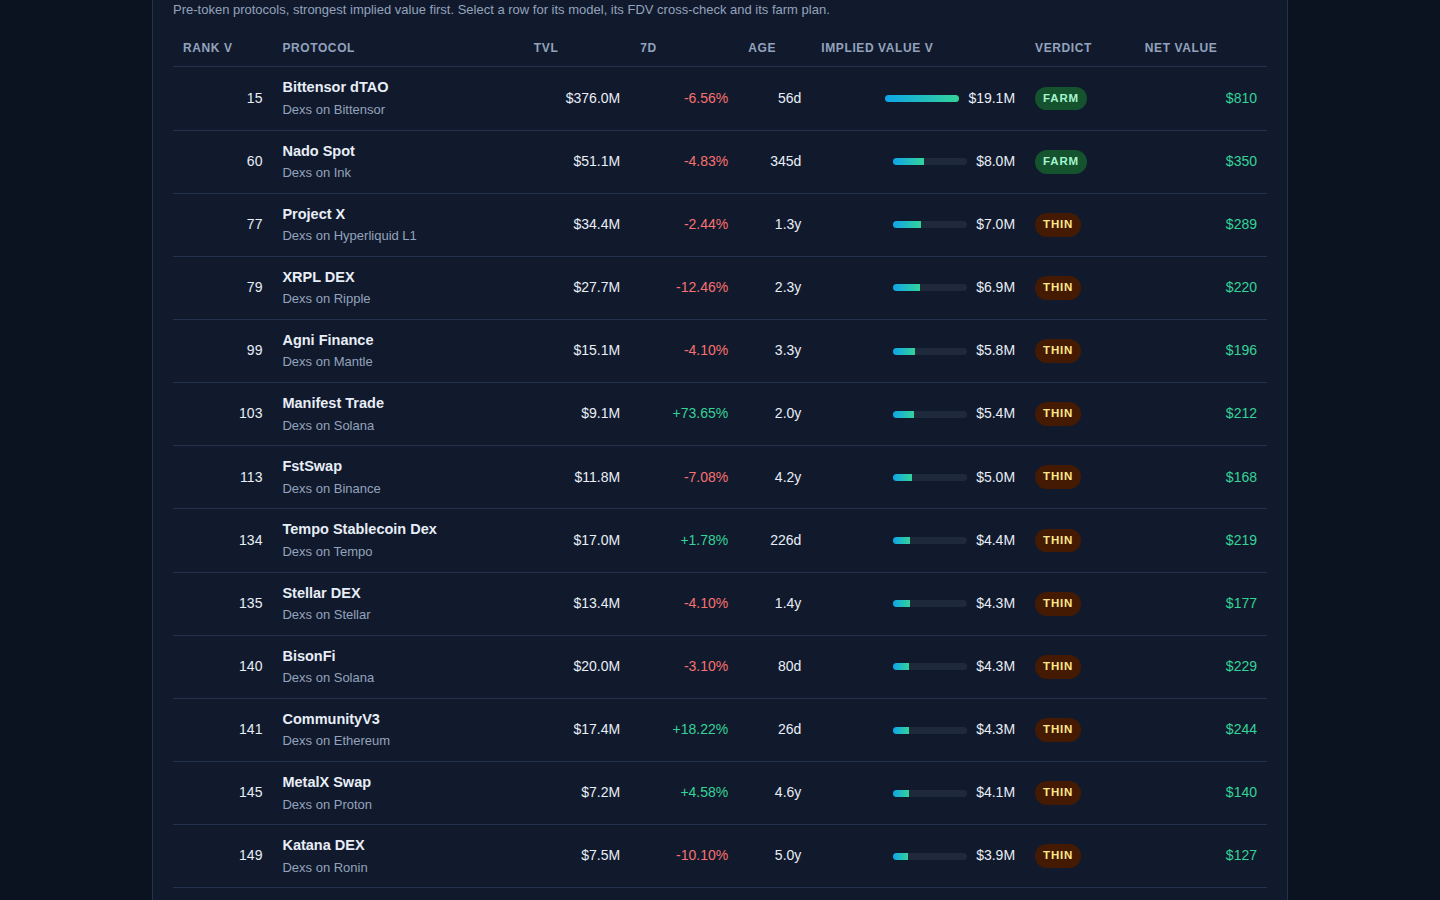 Pre-token protocols, strongest implied value first. Select a row for its model, its FDV cross-check and its farm plan.
RANK V PROTOCOL TVL 7D AGE IMPLIED VALUE V VERDICT NET VALUE
15 Bittensor dTAO $376.0M -6.56% 56d $19.1M FARM $810
Dexs on Bittensor
60 Nado Spot $51.1M -4.83% 345d $8.0M FARM $350
Dexs on Ink
77 Project X $34.4M -2.44% 1.3y $7.0M THIN $289
Dexs on Hyperliquid L1
79 XRPL DEX $27.7M -12.46% 2.3y $6.9M THIN $220
Dexs on Ripple
99 Agni Finance $15.1M -4.10% 3.3y $5.8M THIN $196
Dexs on Mantle
103 Manifest Trade $9.1M +73.65% 2.0y $5.4M THIN $212
Dexs on Solana
113 FstSwap $11.8M -7.08% 4.2y $5.0M THIN $168
Dexs on Binance
134 Tempo Stablecoin Dex $17.0M +1.78% 226d $4.4M THIN $219
Dexs on Tempo
135 Stellar DEX $13.4M -4.10% 1.4y $4.3M THIN $177
Dexs on Stellar
140 BisonFi $20.0M -3.10% 80d $4.3M THIN $229
Dexs on Solana
141 CommunityV3 $17.4M +18.22% 26d $4.3M THIN $244
Dexs on Ethereum
145 MetalX Swap $7.2M +4.58% 4.6y $4.1M THIN $140
Dexs on Proton
149 Katana DEX $7.5M -10.10% 5.0y $3.9M THIN $127
Dexs on Ronin